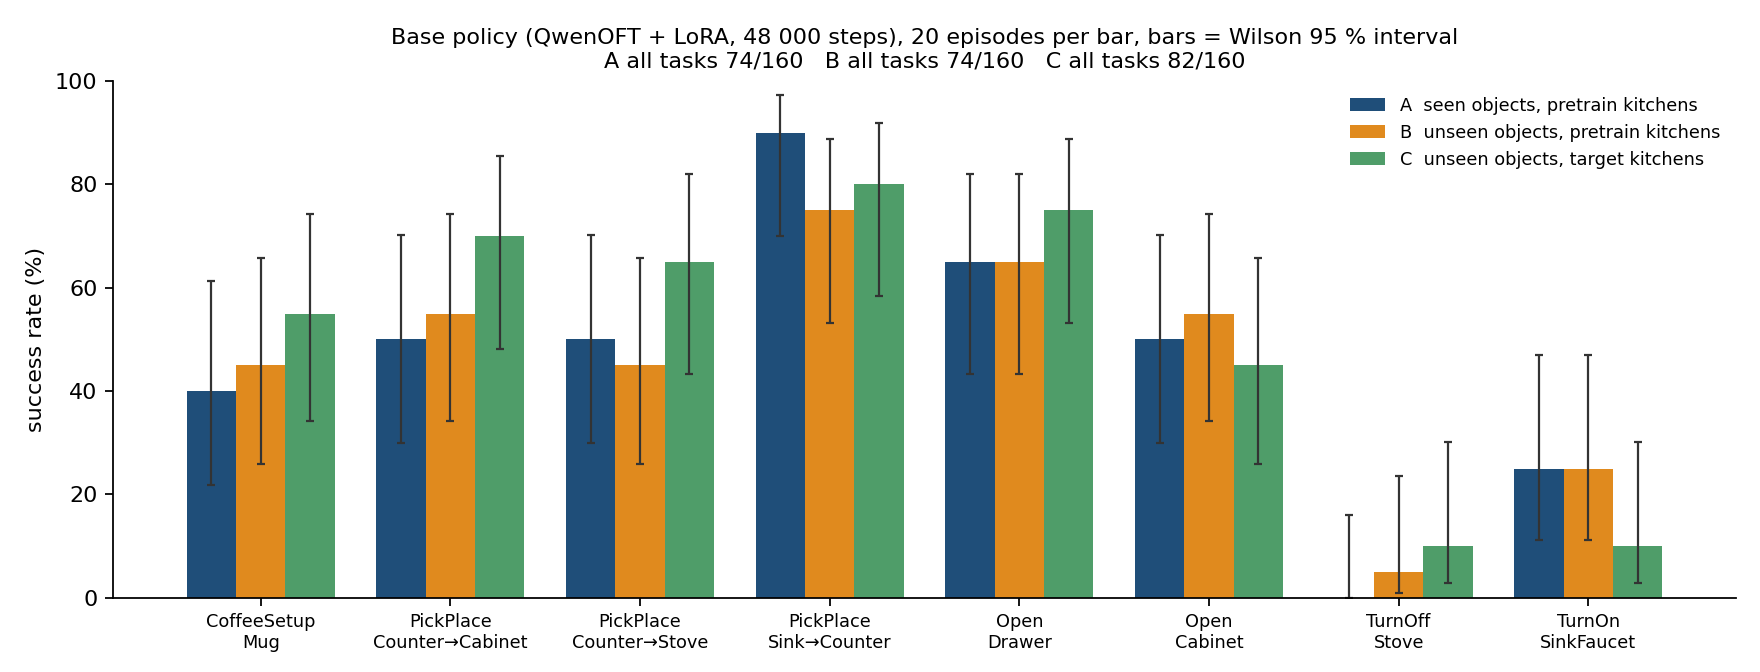 Base policy (QwenOFT + LoRA, 48 000 steps), 20 episodes per bar, bars = Wilson 95 % interval
A all tasks 74/160   B all tasks 74/160   C all tasks 82/160
100
80
60
40
20
0
success rate (%)
A  seen objects, pretrain kitchens
B  unseen objects, pretrain kitchens
C  unseen objects, target kitchens
CoffeeSetup
Mug
PickPlace
Counter→Cabinet
PickPlace
Counter→Stove
PickPlace
Sink→Counter
Open
Drawer
Open
Cabinet
TurnOff
Stove
TurnOn
SinkFaucet